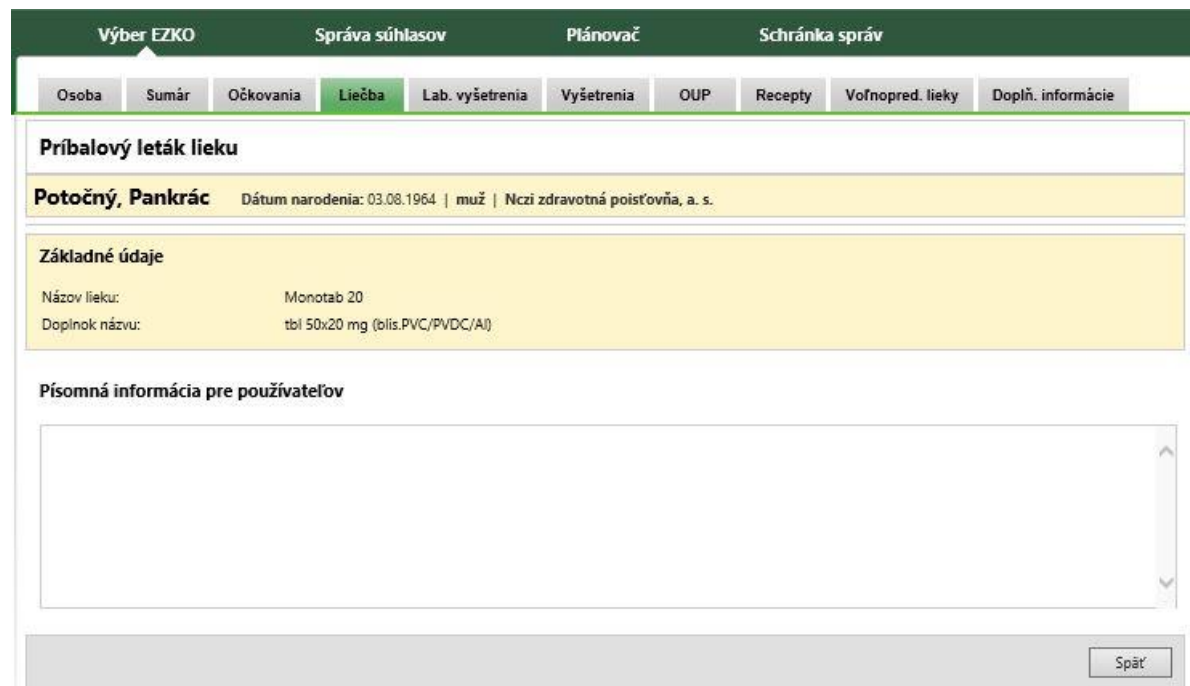 Výber EZKO Správa súhlasov Plánovač Schránka správ
Osoba Sumár Očkovania Liečba Lab. vyšetrenia Vyšetrenia OUP Recepty Voľnopred. lieky Doplň. informácie
Príbalový leták lieku
Potočný, Pankrác Dátum narodenia: 03.08.1964 | muž | Nczi zdravotná poisťovňa, a. s.
Základné údaje
Názov lieku: Monotab 20
Doplnok názvu: tbl 50x20 mg (blis.PVC/PVDC/Al)
Písomná informácia pre používateľov
Späť